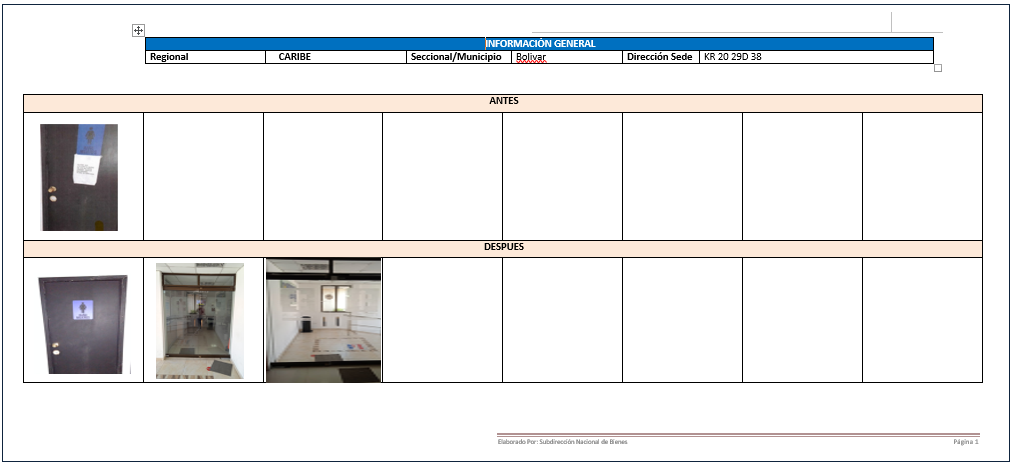 INFORMACIÓN GENERAL
Regional CARIBE Seccional/Municipio Bolivar Dirección Sede KR 20 29D 38
ANTES
DESPUES
Elaborado Por: Subdirección Nacional de Bienes Página 1